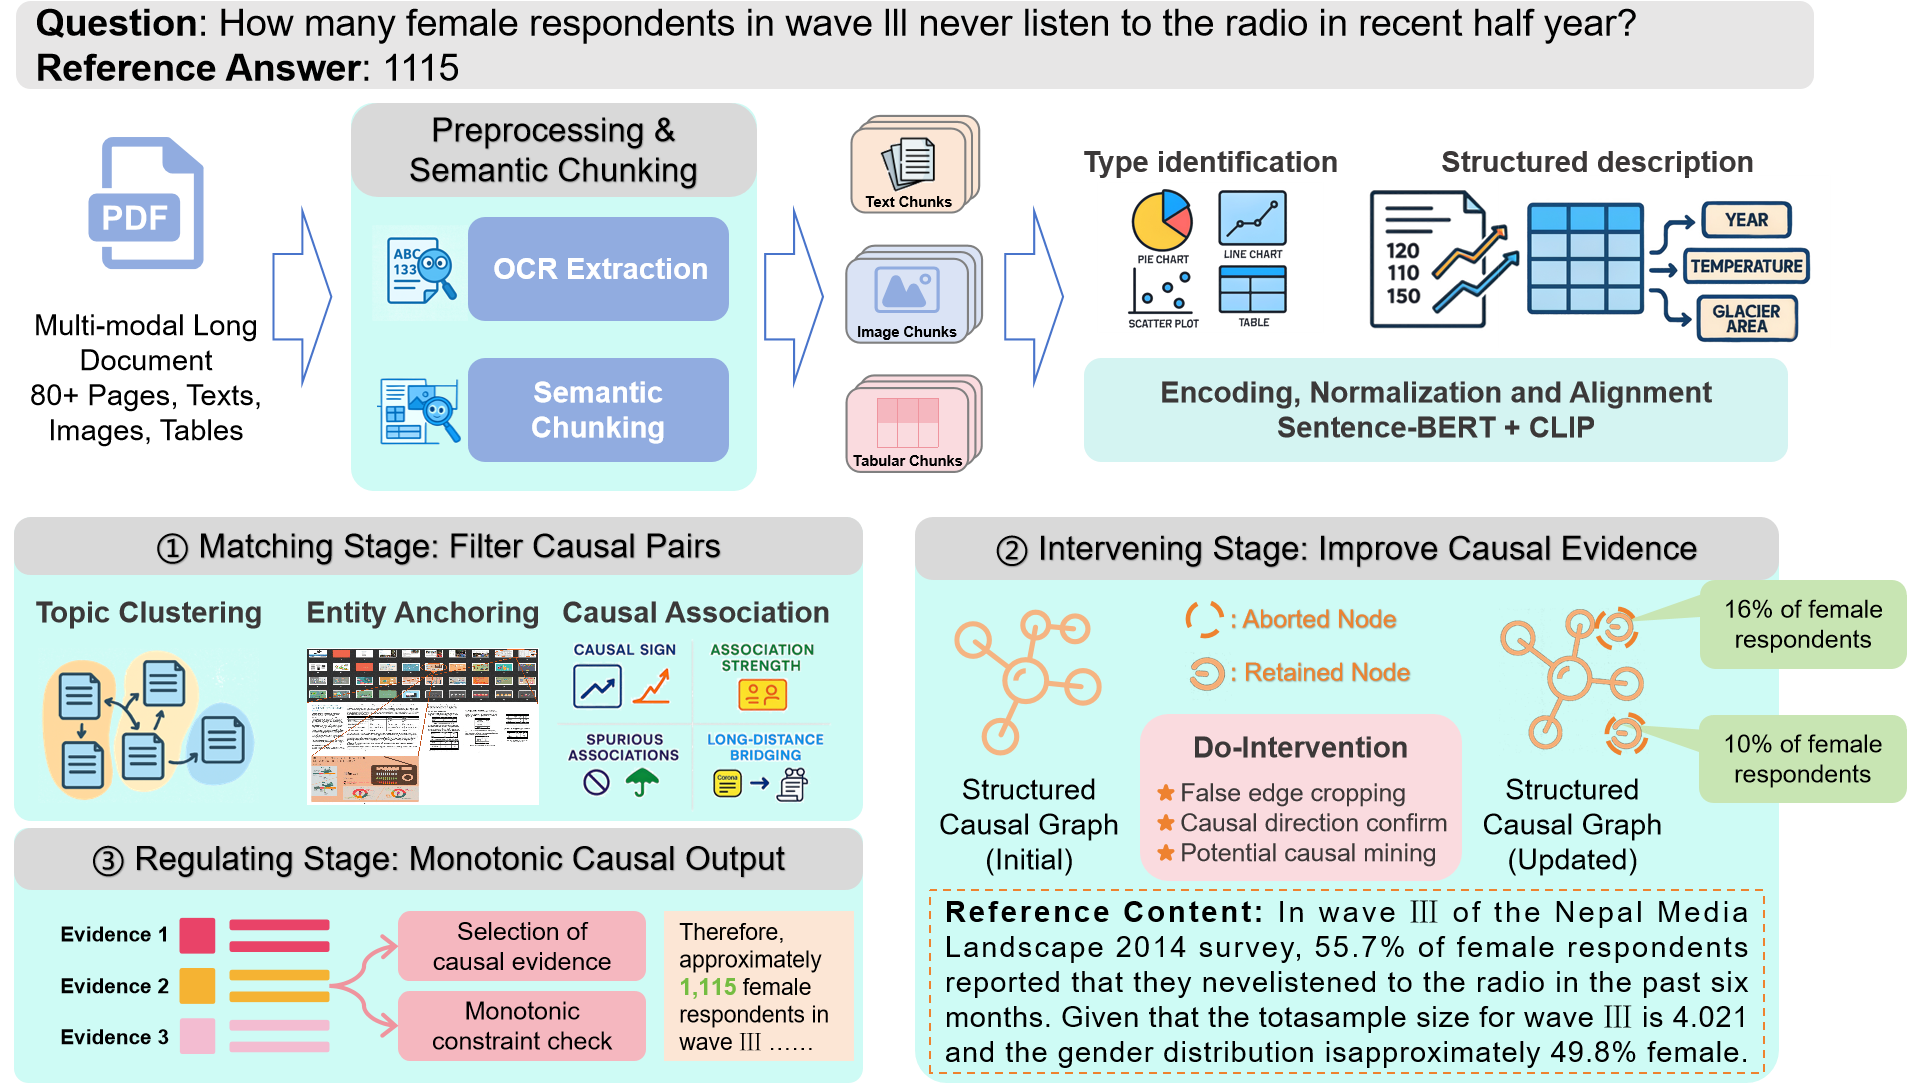 Question: How many female respondents in wave III never listen to the radio in recent half year?
Reference Answer: 1115
PDF
Multi-modal Long
Document
80+ Pages, Texts,
Images, Tables
Preprocessing &
Semantic Chunking
ABC
133
OCR Extraction
Semantic
Chunking
Text Chunks
Image Chunks
Tabular Chunks
Type identification
PIE CHART
LINE CHART
SCATTER PLOT
TABLE
Structured description
120
110
150
YEAR
TEMPERATURE
GLACIER
AREA
Encoding, Normalization and Alignment
Sentence-BERT + CLIP
① Matching Stage: Filter Causal Pairs
Topic Clustering
Entity Anchoring
Causal Association
CAUSAL SIGN
ASSOCIATION
STRENGTH
SPURIOUS
ASSOCIATIONS
LONG-DISTANCE
BRIDGING
Corona
② Intervening Stage: Improve Causal Evidence
: Aborted Node
: Retained Node
16% of female
respondents
10% of female
respondents
Structured
Causal Graph
(Initial)
Do-Intervention
False edge cropping
Causal direction confirm
Potential causal mining
Structured
Causal Graph
(Updated)
Reference Content: In wave III of the Nepal Media
Landscape 2014 survey, 55.7% of female respondents
reported that they nevelistened to the radio in the past six
months. Given that the totasample size for wave III is 4.021
and the gender distribution isapproximately 49.8% female.
③ Regulating Stage: Monotonic Causal Output
Evidence 1
Evidence 2
Evidence 3
Selection of
causal evidence
Monotonic
constraint check
Therefore,
approximately
1,115 female
respondents in
wave III ......